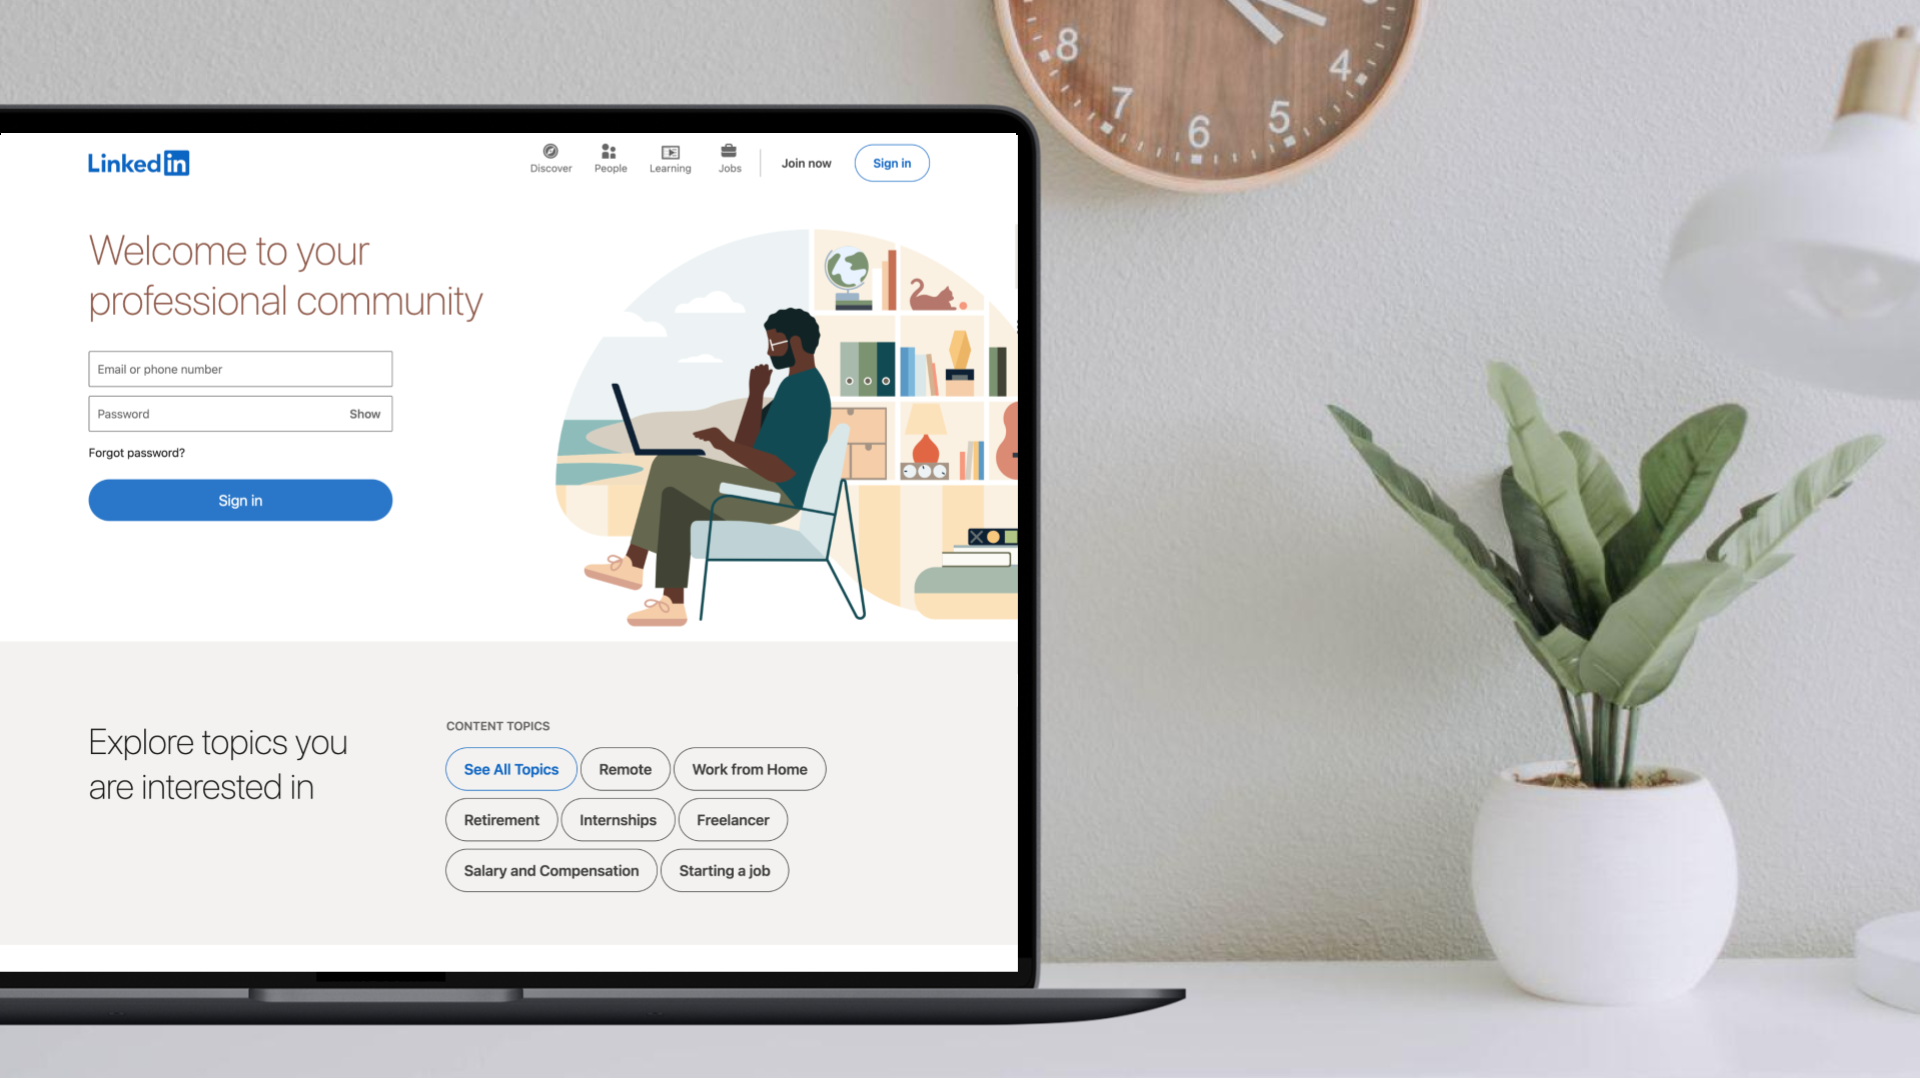 LinkedIn
Discover People Learning Jobs Join now Sign in
Welcome to your
professional community
Email or phone number
Password Show
Forgot password?
Sign in
Explore topics you
are interested in
CONTENT TOPICS
See All Topics Remote Work from Home
Retirement Internships Freelancer
Salary and Compensation Starting a job
8
7
6
5
4